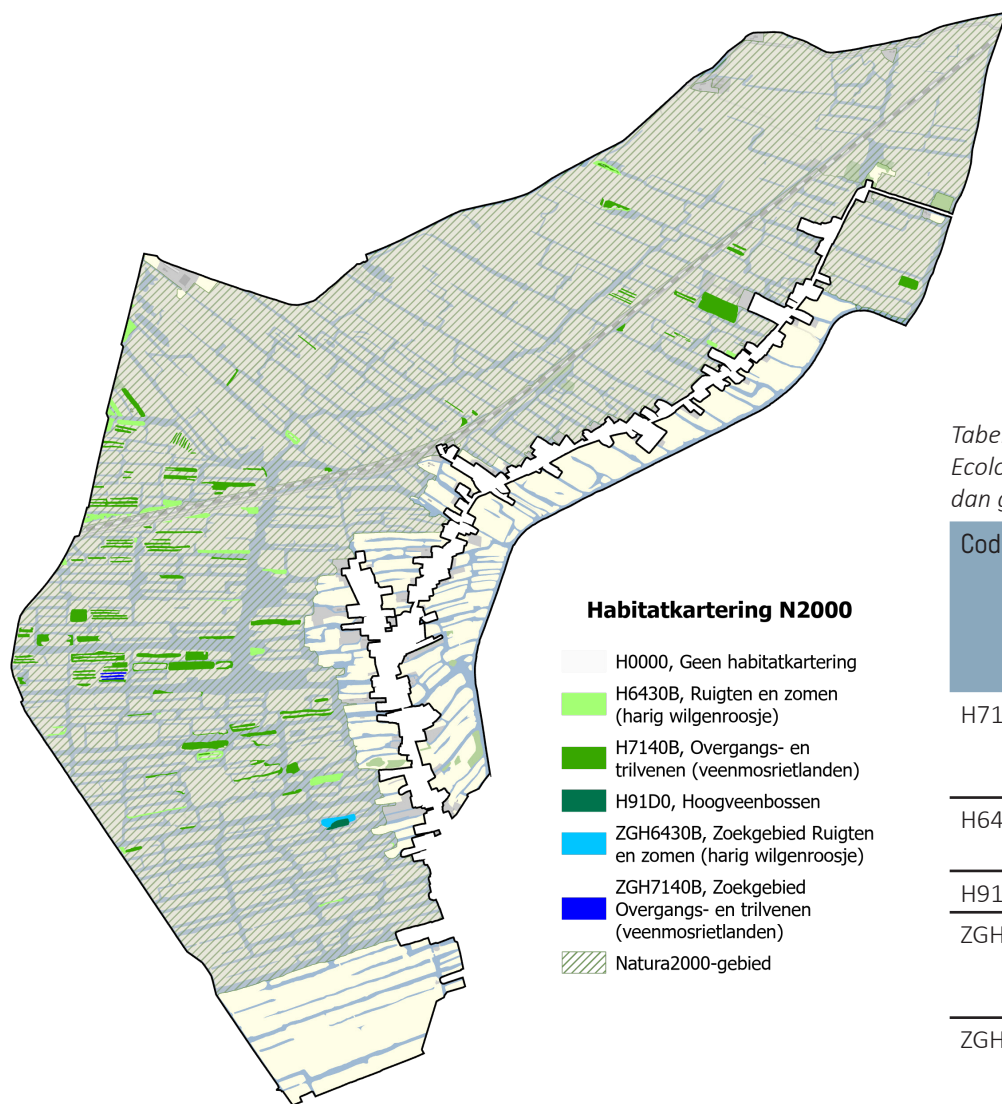 Habitatkartering N2000
H0000, Geen habitatkartering
H6430B, Ruigten en zomen
(harig wilgenroosje)
H7140B, Overgangs- en
trilvenen (veenmosrietlanden)
H91D0, Hoogveenbossen
ZGH6430B, Zoekgebied Ruigten
en zomen (harig wilgenroosje)
ZGH7140B, Zoekgebied
Overgangs- en trilvenen
(veenmosrietlanden)
Natura2000-gebied
Tabe
Ecolo
dan g
Cod
H71
H64
H91
ZGH
ZGH